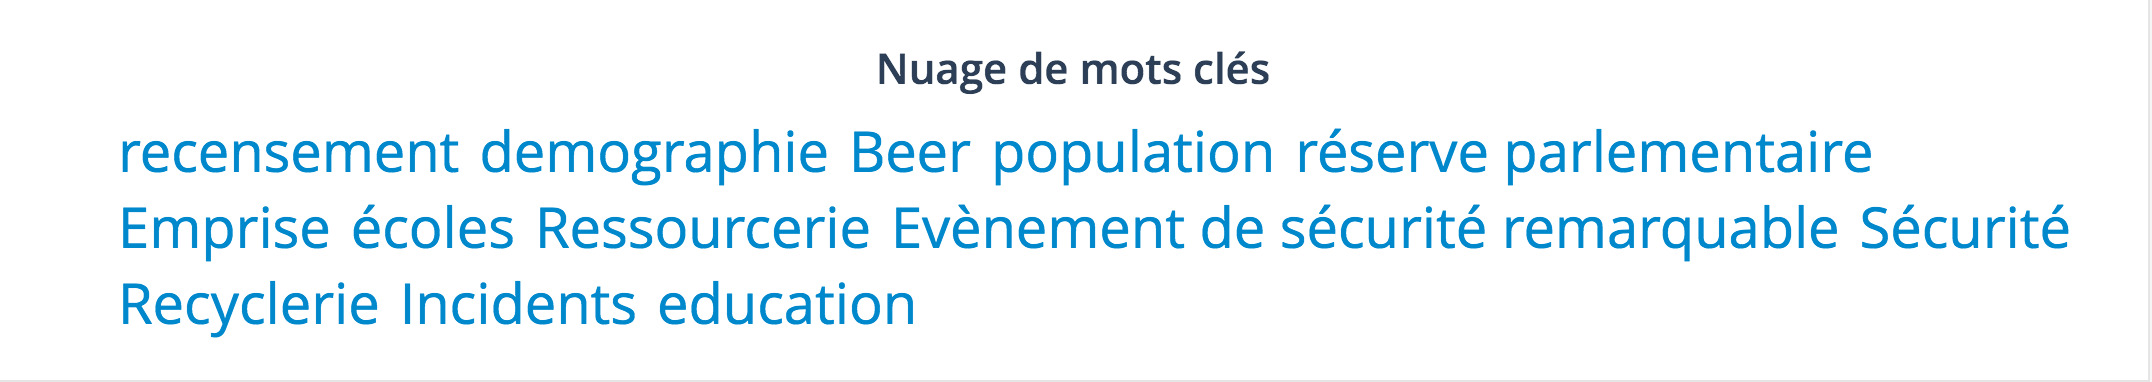 Nuage de mots clés
recensement demographie Beer population réserve parlementaire
Emprise écoles Ressourcerie Evènement de sécurité remarquable Sécurité
Recyclerie Incidents education